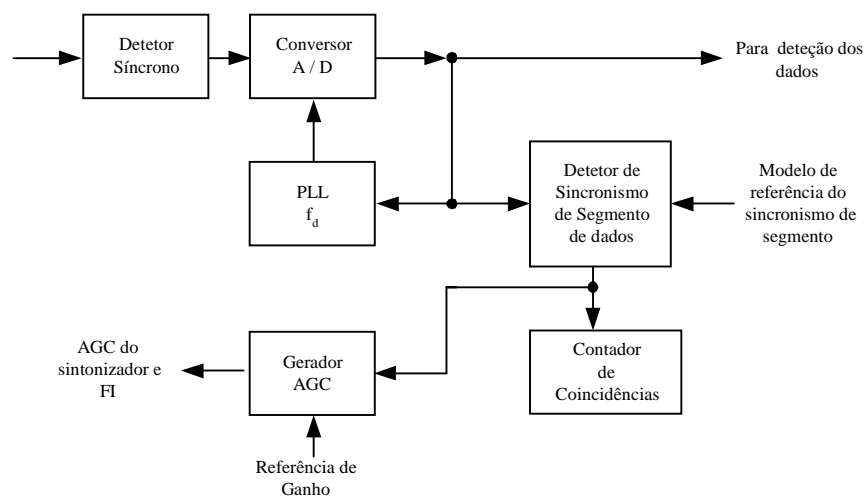 Detetor
Síncrono
Conversor
A / D
Para deteção dos
dados
PLL
f_d
Detetor de
Sincronismo
de Segmento
de dados
Modelo de
referência do
sincronismo de
segmento
AGC do
sintonizador e
FI
Gerador
AGC
Contador
de
Coincidências
Referência de
Ganho